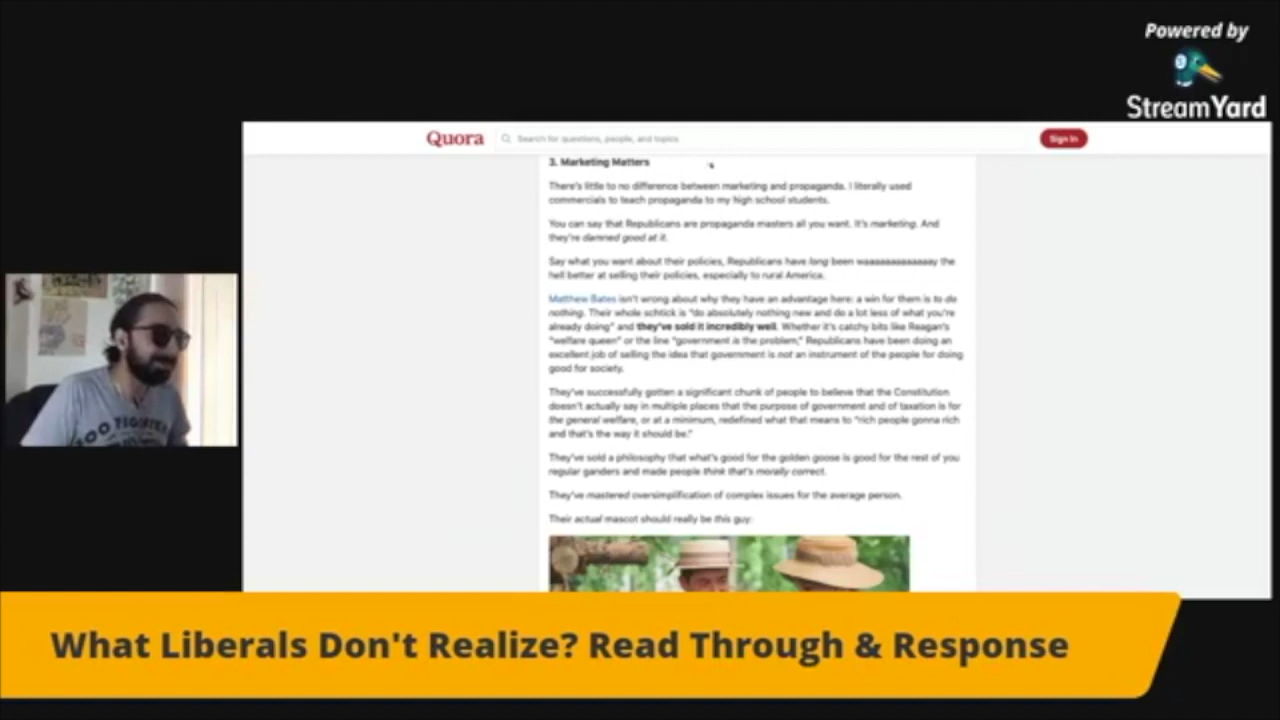 Powered by
StreamYard
Quora
Search for questions, people, and topics
Sign In
3. Marketing Matters
There's little to no difference between marketing and propaganda. I literally used
commercials to teach propaganda to my high school students.
You can say that Republicans are propaganda masters all you want. It's marketing. And
they're damned good at it.
Say what you want about their policies, Republicans have long been waaaaaaaaaaaaay the
hell better at selling their policies, especially to rural America.
Matthew Bates isn't wrong about why they have an advantage here: a win for them is to do
nothing. Their whole schtick is "do absolutely nothing new and do a lot less of what you're
already doing" and they've sold it incredibly well. Whether it's catchy bits like Reagan's
"welfare queen" or the line "government is the problem," Republicans have been doing an
excellent job of selling the idea that government is not an instrument of the people for doing
good for society.
They've successfully gotten a significant chunk of people to believe that the Constitution
doesn't actually say in multiple places that the purpose of government and of taxation is for
the general welfare, or at a minimum, redefined what that means to "rich people gonna rich
and that's the way it should be."
They've sold a philosophy that what's good for the golden goose is good for the rest of you
regular ganders and made people think that's morally correct.
They've mastered oversimplification of complex issues for the average person.
Their actual mascot should really be this guy:
FOO FIGHTE
What Liberals Don't Realize? Read Through & Response